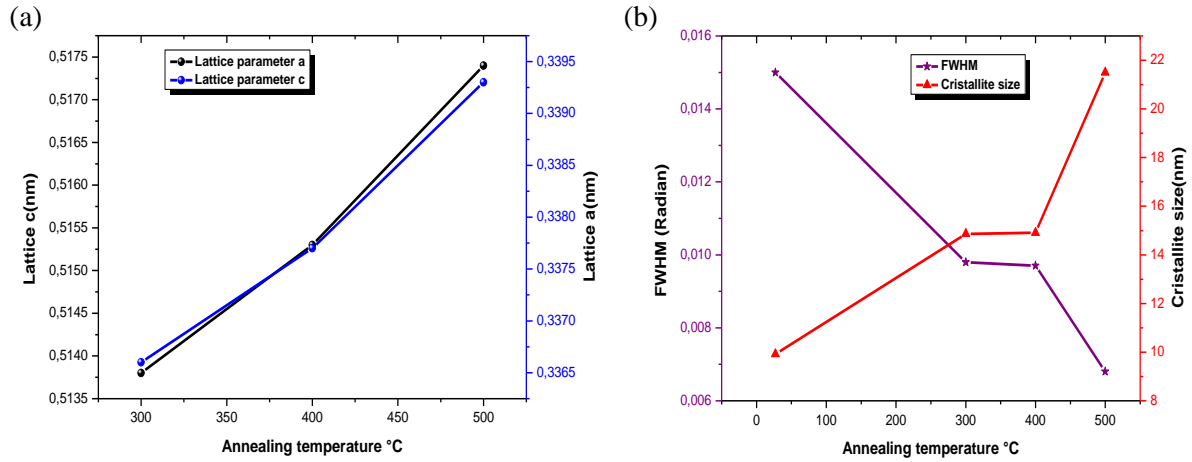 (a)
Lattice parameter a
Lattice parameter c
0,5175
0,5170
0,5165
0,5160
0,5155
0,5150
0,5145
0,5140
0,5135
Lattice c(nm)
0,3395
0,3390
0,3385
0,3380
0,3375
0,3370
0,3365
Lattice a(nm)
300 350 400 450 500
Annealing temperature °C
(b)
FWHM
Cristallite size
0,016
0,014
0,012
0,010
0,008
0,006
FWHM (Radian)
22
20
18
16
14
12
10
8
Cristallite size(nm)
0 100 200 300 400 500
Annealing temperature °C